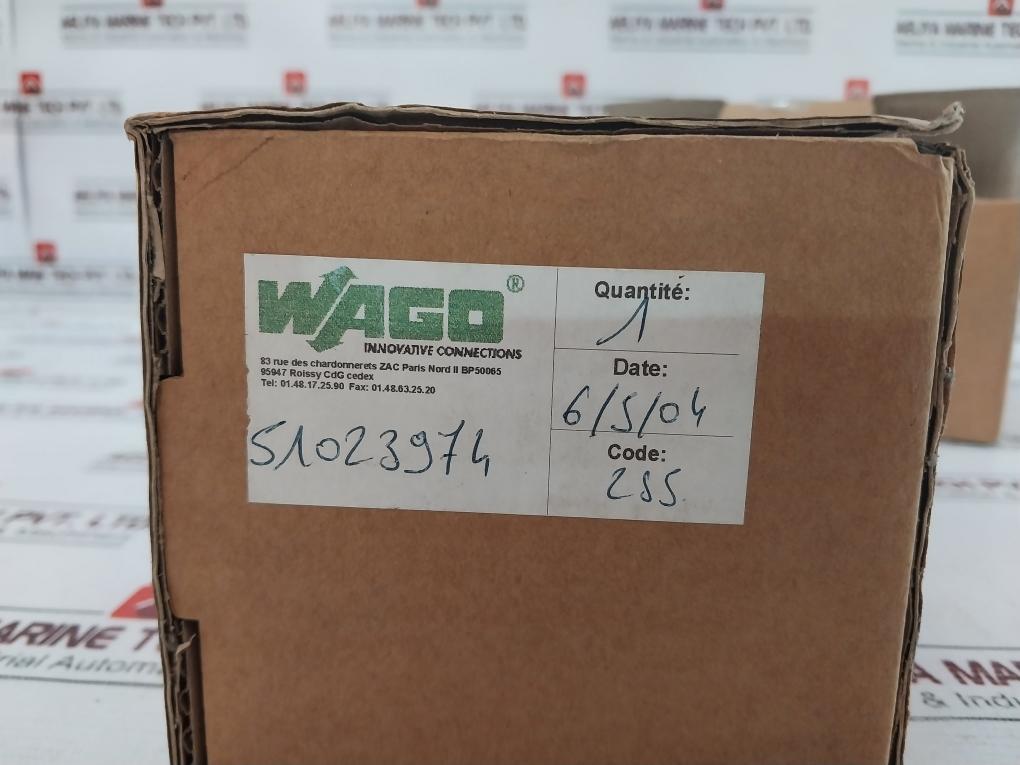 WAGO®
INNOVATIVE CONNECTIONS
83 rue des chardonnerets ZAC Paris Nord II BP50065
95947 Roissy CdG cedex
Tel: 01.48.17.25.90 Fax: 01.48.63.25.20
51023974
Quantité:
1
Date:
6/5/04
Code:
255